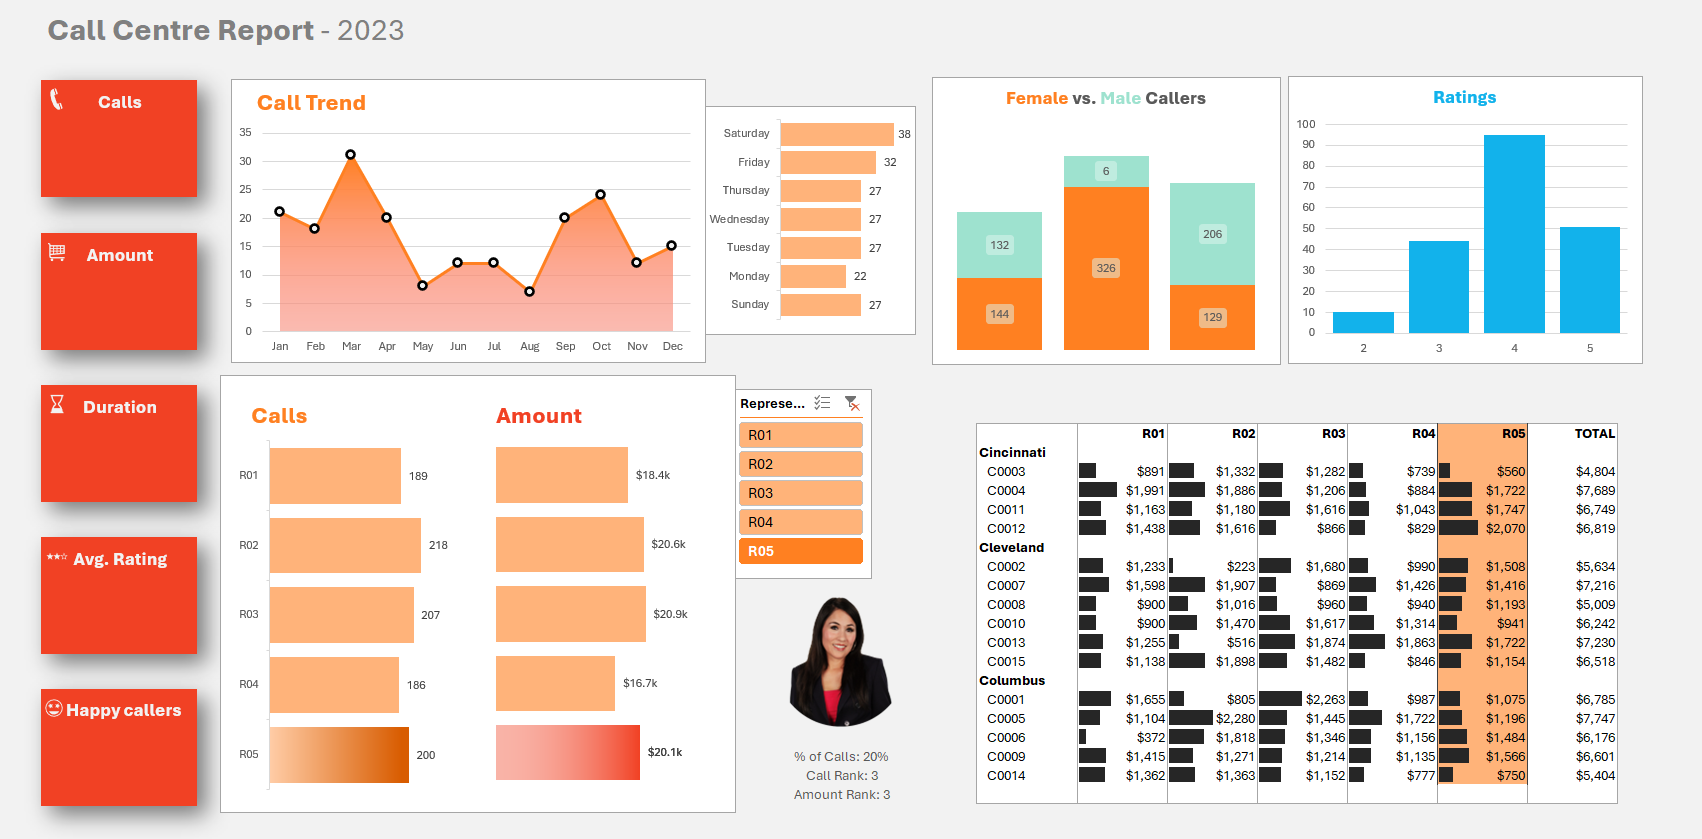 Call Centre Report - 2023
Calls
Amount
Duration
Avg. Rating
Happy callers
Call Trend
35
30
25
20
15
10
5
0
Jan Feb Mar Apr May Jun Jul Aug Sep Oct Nov Dec
Saturday 38
Friday 32
Thursday 27
Wednesday 27
Tuesday 27
Monday 22
Sunday 27
Female vs. Male Callers
132 6 206
144 326 129
Ratings
100
90
80
70
60
50
40
30
20
10
0
2 3 4 5
Calls Amount
R01 189 $18.4k
R02 218 $20.6k
R03 207 $20.9k
R04 186 $16.7k
R05 200 $20.1k
Represe...
R01
R02
R03
R04
R05
% of Calls: 20%
Call Rank: 3
Amount Rank: 3
R01 R02 R03 R04 R05 TOTAL
Cincinnati
C0003 $891 $1,332 $1,282 $739 $560 $4,804
C0004 $1,991 $1,886 $1,206 $884 $1,722 $7,689
C0011 $1,163 $1,180 $1,616 $1,043 $1,747 $6,749
C0012 $1,438 $1,616 $866 $829 $2,070 $6,819
Cleveland
C0002 $1,233 $223 $1,680 $990 $1,508 $5,634
C0007 $1,598 $1,907 $869 $1,426 $1,416 $7,216
C0008 $900 $1,016 $960 $940 $1,193 $5,009
C0010 $900 $1,470 $1,617 $1,314 $941 $6,242
C0013 $1,255 $516 $1,874 $1,863 $1,722 $7,230
C0015 $1,138 $1,898 $1,482 $846 $1,154 $6,518
Columbus
C0001 $1,655 $805 $2,263 $987 $1,075 $6,785
C0005 $1,104 $2,280 $1,445 $1,722 $1,196 $7,747
C0006 $372 $1,818 $1,346 $1,156 $1,484 $6,176
C0009 $1,415 $1,271 $1,214 $1,135 $1,566 $6,601
C0014 $1,362 $1,363 $1,152 $777 $750 $5,404